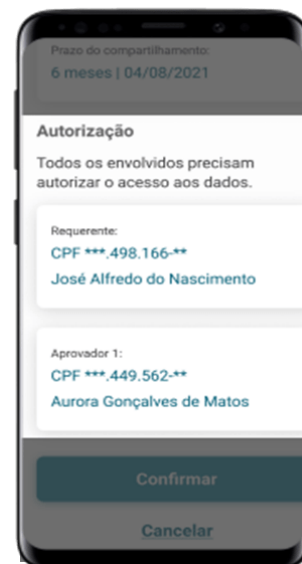 Prazo do compartilhamento:
6 meses | 04/08/2021
Autorização
Todos os envolvidos precisam
autorizar o acesso aos dados.
Requerente:
CPF ***.498.166-**
José Alfredo do Nascimento
Aprovador 1:
CPF ***.449.562-**
Aurora Gonçalves de Matos
Confirmar
Cancelar